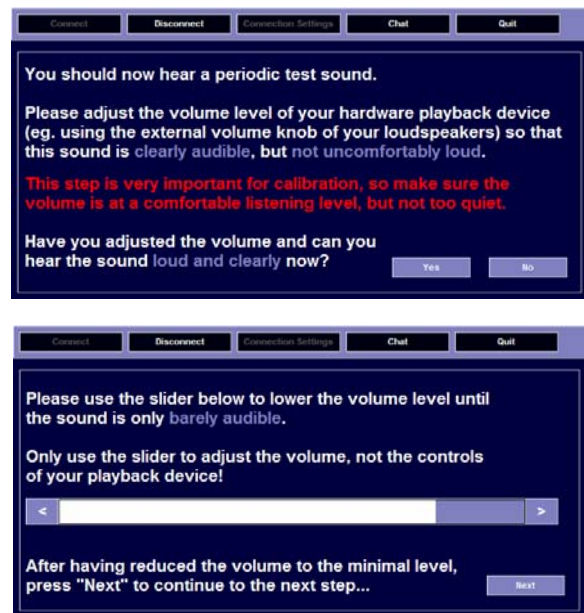 Connect Disconnect Connection Settings Chat Quit
You should now hear a periodic test sound.
Please adjust the volume level of your hardware playback device
(eg. using the external volume knob of your loudspeakers) so that
this sound is clearly audible, but not uncomfortably loud.
This step is very important for calibration, so make sure the
volume is at a comfortable listening level, but not too quiet.
Have you adjusted the volume and can you
hear the sound loud and clearly now?
Yes No
Connect Disconnect Connection Settings Chat Quit
Please use the slider below to lower the volume level until
the sound is only barely audible.
Only use the slider to adjust the volume, not the controls
of your playback device!
< >
After having reduced the volume to the minimal level,
press "Next" to continue to the next step...
Next